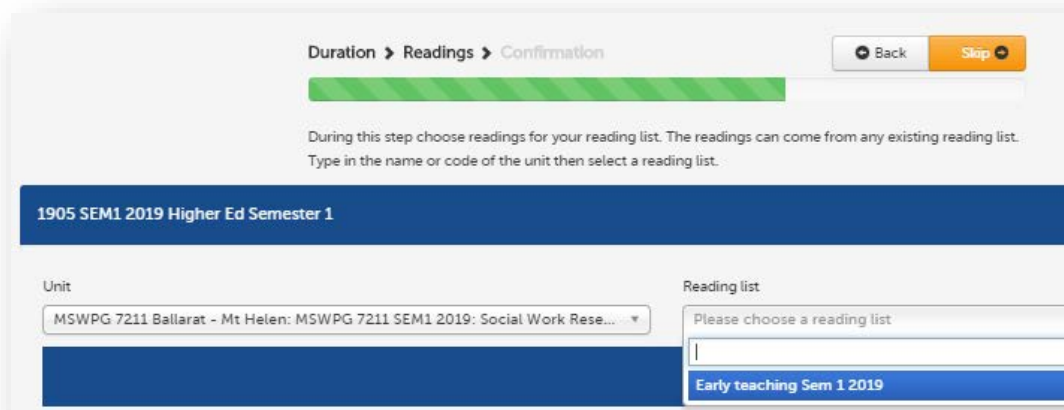 Duration > Readings > Confirmation
Back
Skip
During this step choose readings for your reading list. The readings can come from any existing reading list.
Type in the name or code of the unit then select a reading list.
1905 SEM1 2019 Higher Ed Semester 1
Unit
Reading list
MSWPG 7211 Ballarat - Mt Helen: MSWPG 7211 SEM1 2019: Social Work Rese...
Please choose a reading list
Early teaching Sem 1 2019